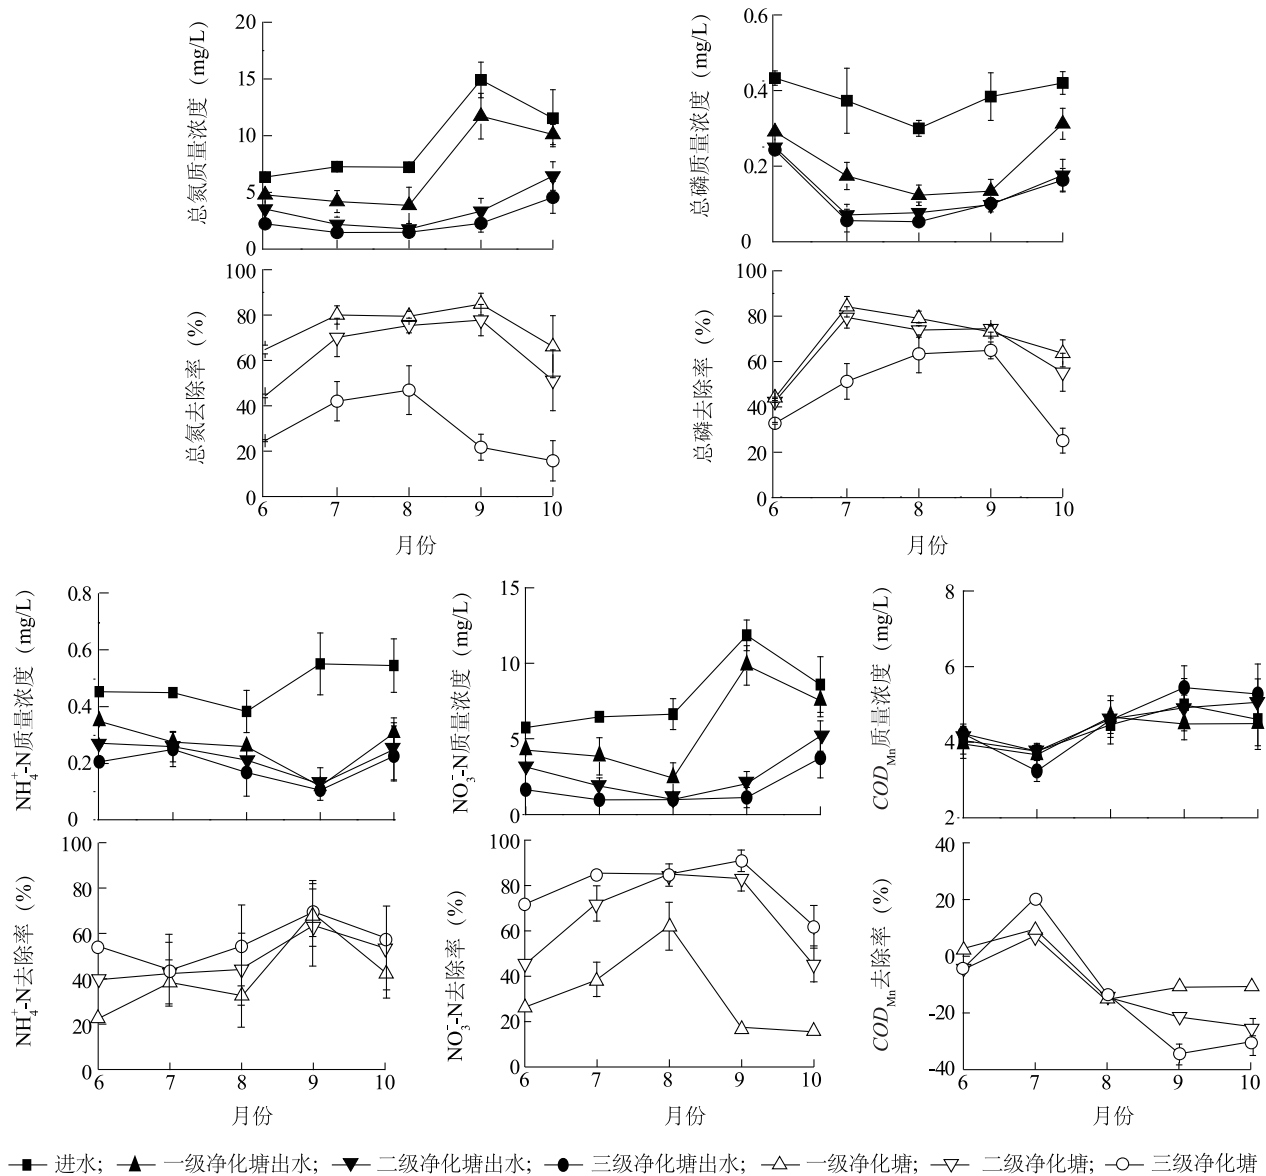 总氮质量浓度 (mg/L)
20
15
10
5
0
总磷质量浓度 (mg/L)
0.6
0.4
0.2
0
总氮去除率 (%)
100
80
60
40
20
0
6 7 8 9 10
月份
总磷去除率 (%)
100
80
60
40
20
0
6 7 8 9 10
月份
NH₄⁺-N质量浓度 (mg/L)
0.8
0.6
0.4
0.2
0
NO₃⁻-N质量浓度 (mg/L)
15
10
5
0
COD_Mn质量浓度 (mg/L)
8
6
4
2
NH₄⁺-N去除率 (%)
100
80
60
40
20
0
6 7 8 9 10
月份
NO₃⁻-N去除率 (%)
100
80
60
40
20
0
6 7 8 9 10
月份
COD_Mn去除率 (%)
40
20
0
-20
-40
6 7 8 9 10
月份
进水; 一级净化塘出水; 二级净化塘出水; 三级净化塘出水; 一级净化塘; 二级净化塘; 三级净化塘